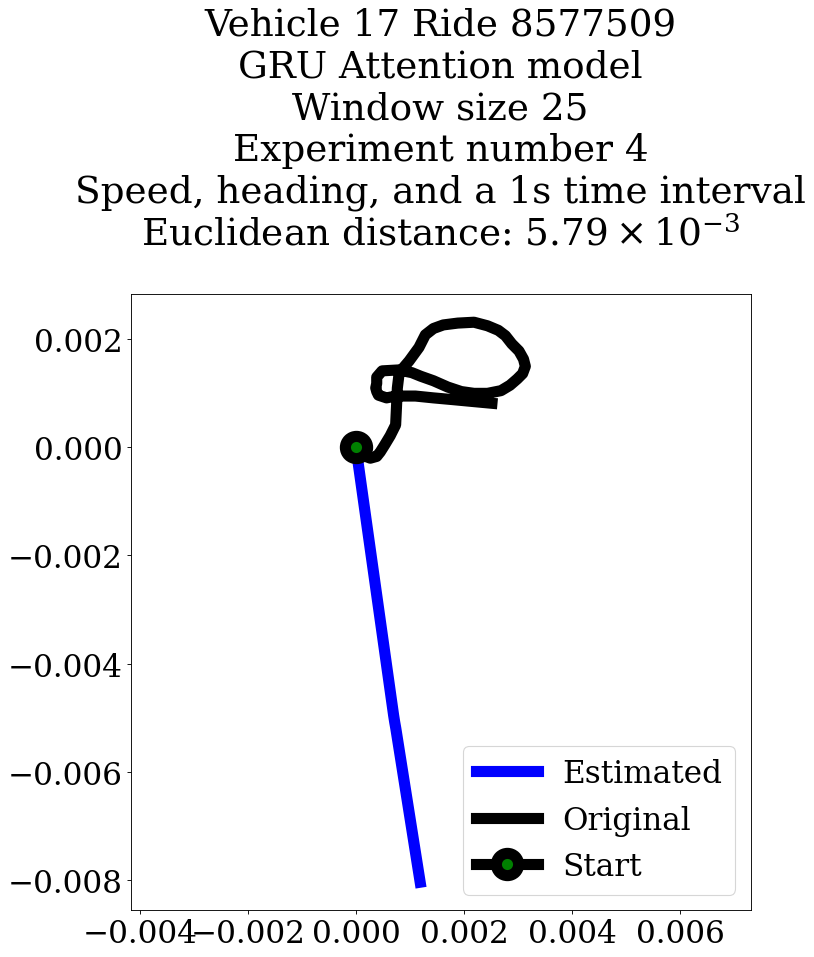 Vehicle 17 Ride 8577509
GRU Attention model
Window size 25
Experiment number 4
Speed, heading, and a 1s time interval
Euclidean distance: 5.79 × 10⁻³
0.002
0.000
−0.002
−0.004
−0.006
−0.008
Estimated
Original
Start
−0.004 −0.002 0.000 0.002 0.004 0.006